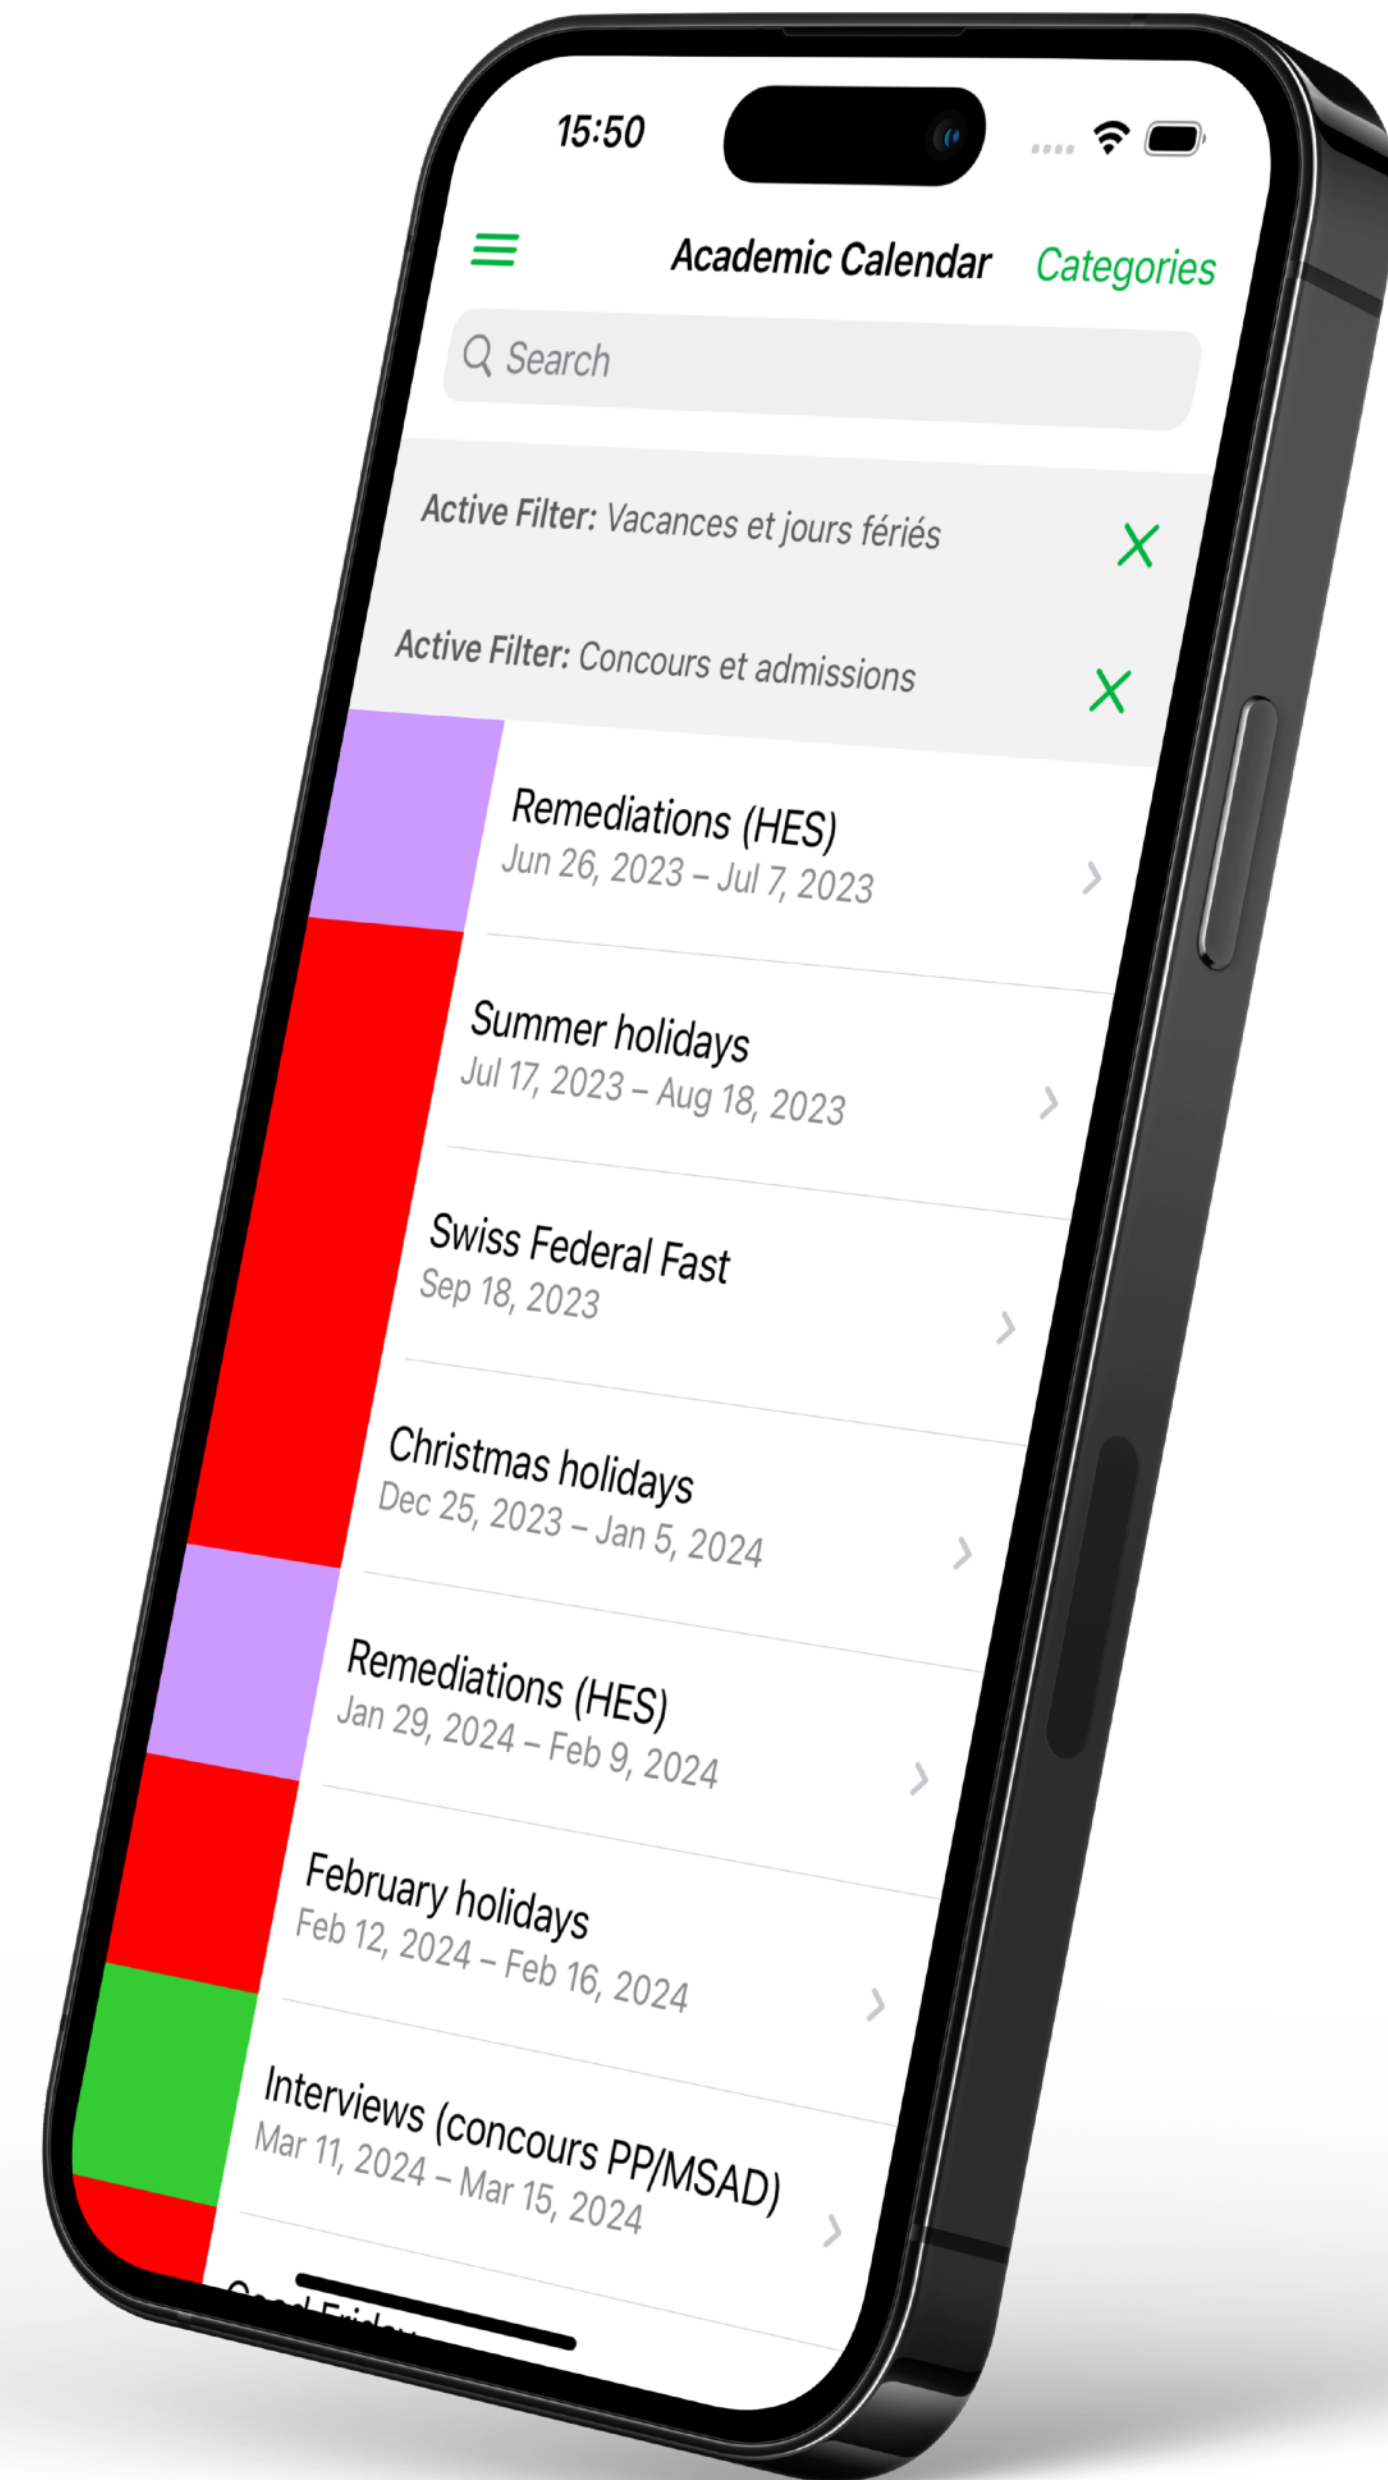 15:50
Academic Calendar Categories
Search
Active Filter: Vacances et jours fériés
Active Filter: Concours et admissions
Remediations (HES)
Jun 26, 2023 – Jul 7, 2023
Summer holidays
Jul 17, 2023 – Aug 18, 2023
Swiss Federal Fast
Sep 18, 2023
Christmas holidays
Dec 25, 2023 – Jan 5, 2024
Remediations (HES)
Jan 29, 2024 – Feb 9, 2024
February holidays
Feb 12, 2024 – Feb 16, 2024
Interviews (concours PP/MSAD)
Mar 11, 2024 – Mar 15, 2024
Good Friday